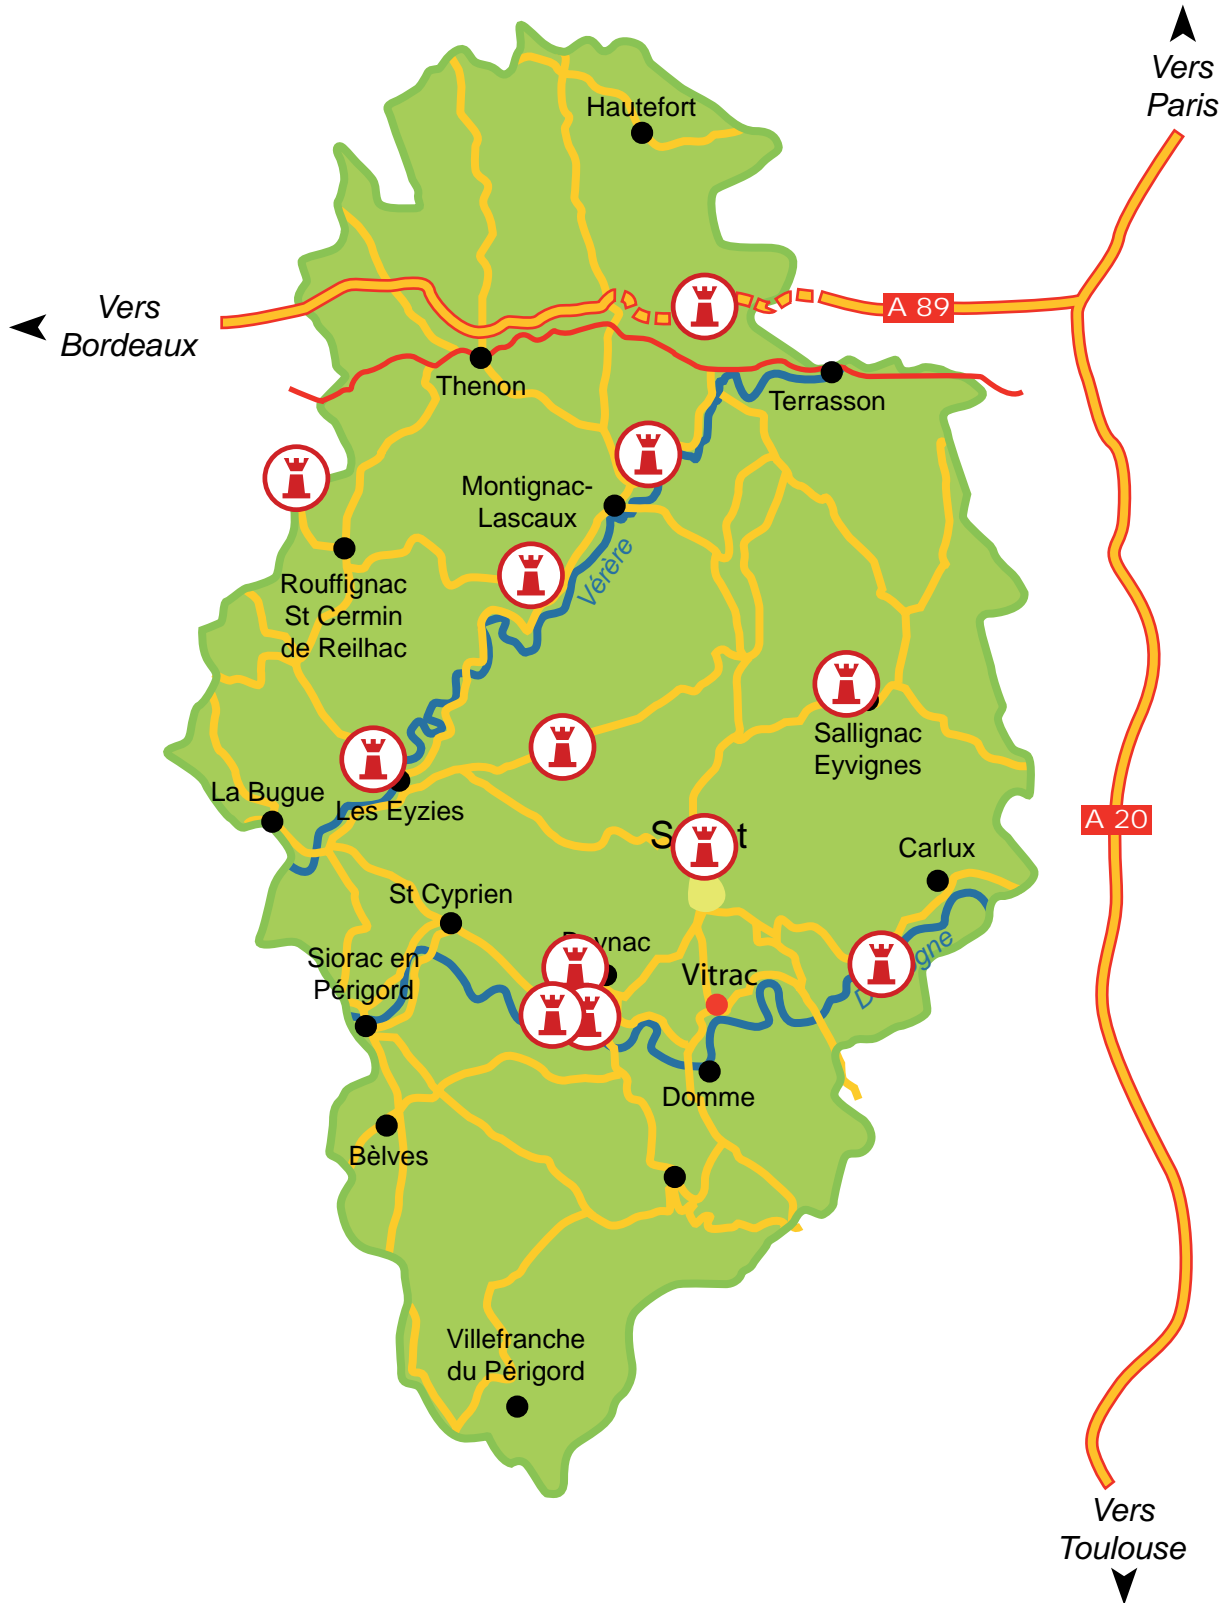 Vers
Paris
Hautefort
Vers
Bordeaux
A 89
Thenon
Terrasson
Montignac-
Lascaux
Vérère
Rouffignac
St Cermin
de Reilhac
Sallignac
Eyvignes
La Bugue
Les Eyzies
A 20
Carlux
St Cyprien
Siorac en
Périgord
Vitrac
Domme
Bèlves
Villefranche
du Périgord
Vers
Toulouse